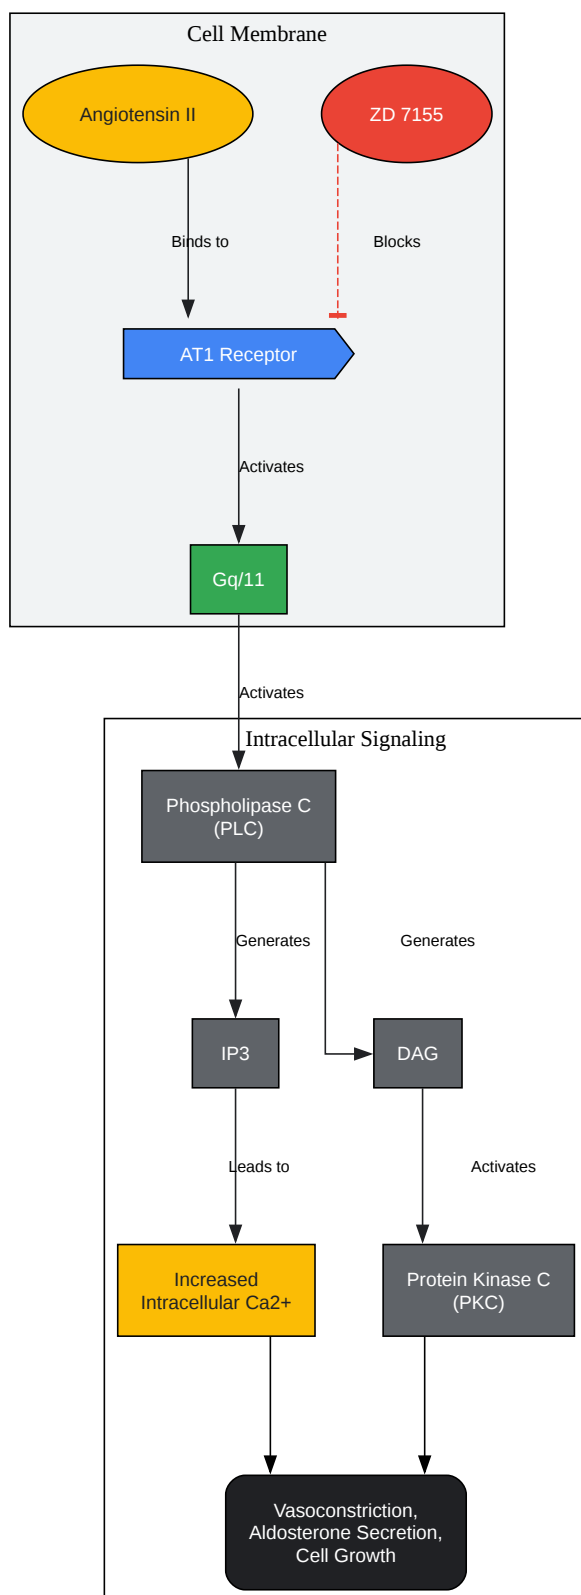 Cell Membrane
Angiotensin II
ZD 7155
Binds to
Blocks
AT1 Receptor
Activates
Gq/11
Activates
Intracellular Signaling
Phospholipase C
(PLC)
Generates
Generates
IP3
DAG
Leads to
Activates
Increased
Intracellular Ca2+
Protein Kinase C
(PKC)
Vasoconstriction,
Aldosterone Secretion,
Cell Growth